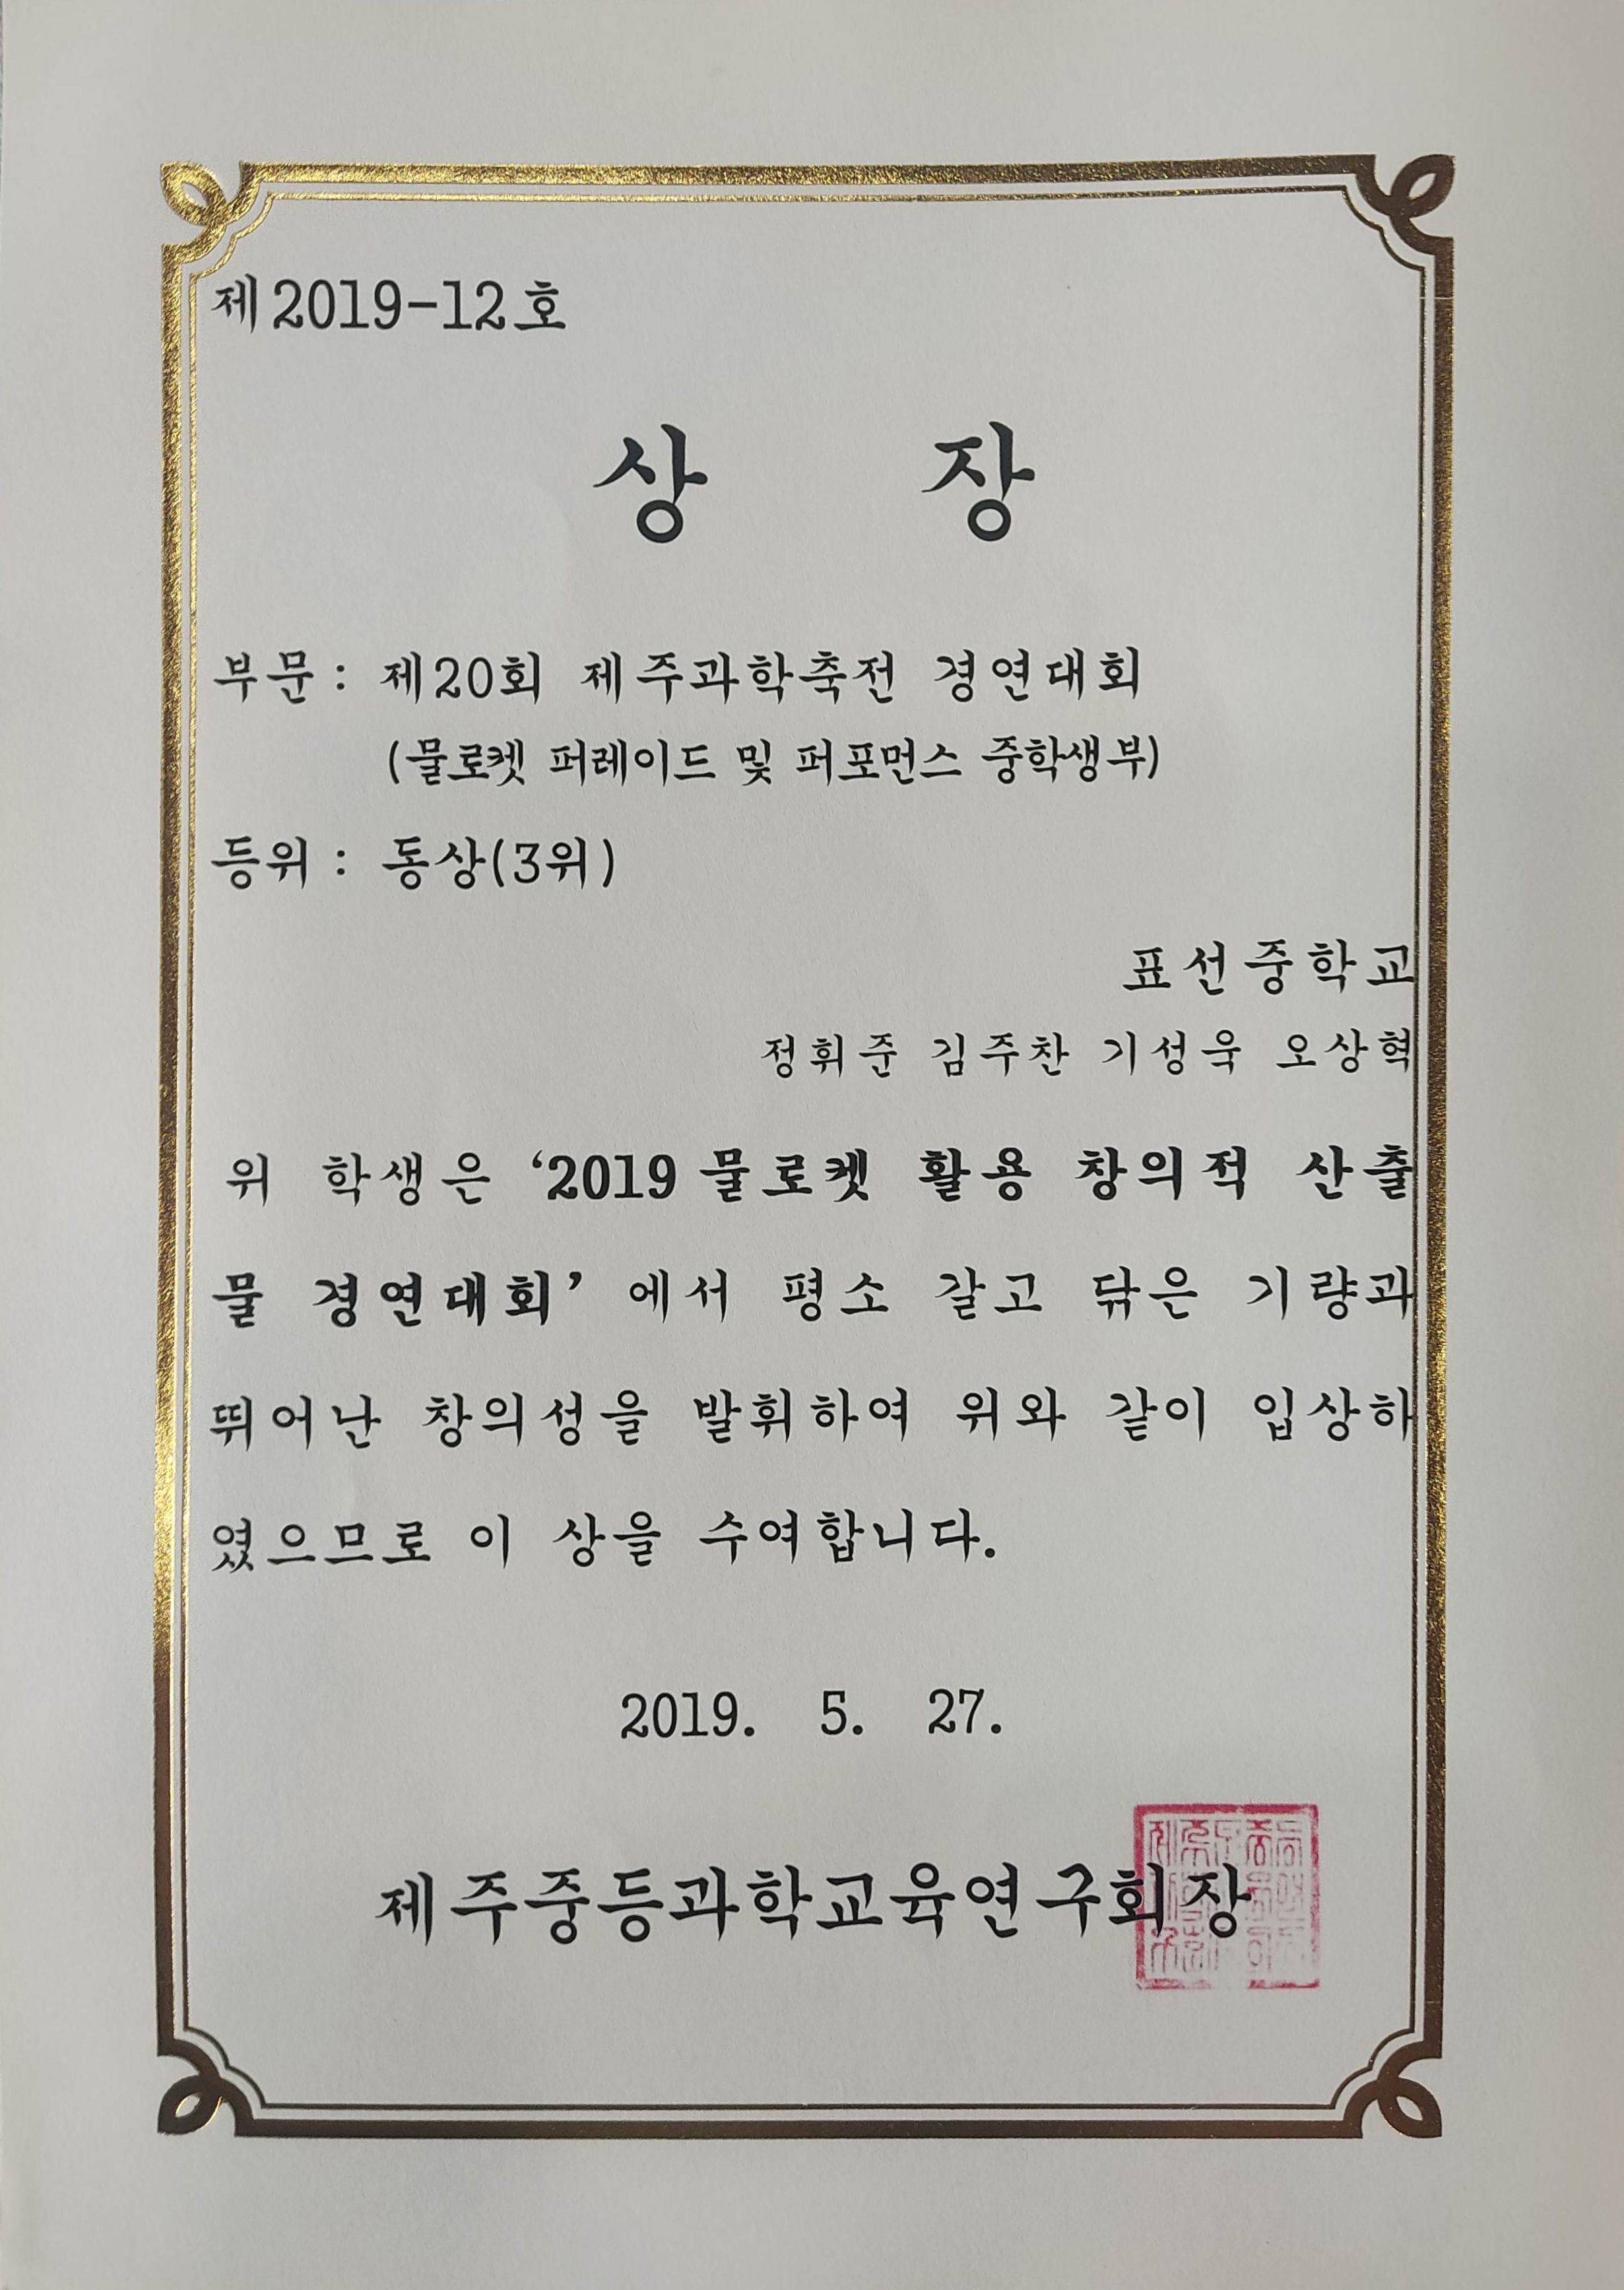 제2019-12호
상 장
부문: 제20회 제주과학축전 경연대회
(물로켓 퍼레이드 및 퍼포먼스 중학생부)
등위: 동상(3위)
표선중학교
정휘준 김주찬 기성욱 오상혁
위 학생은 ‘2019 물로켓 활용 창의적 산출
물 경연대회’에서 평소 갈고 닦은 기량과
뛰어난 창의성을 발휘하여 위와 같이 입상하
였으므로 이 상을 수여합니다.
2019. 5. 27.
제주중등과학교육연구회장